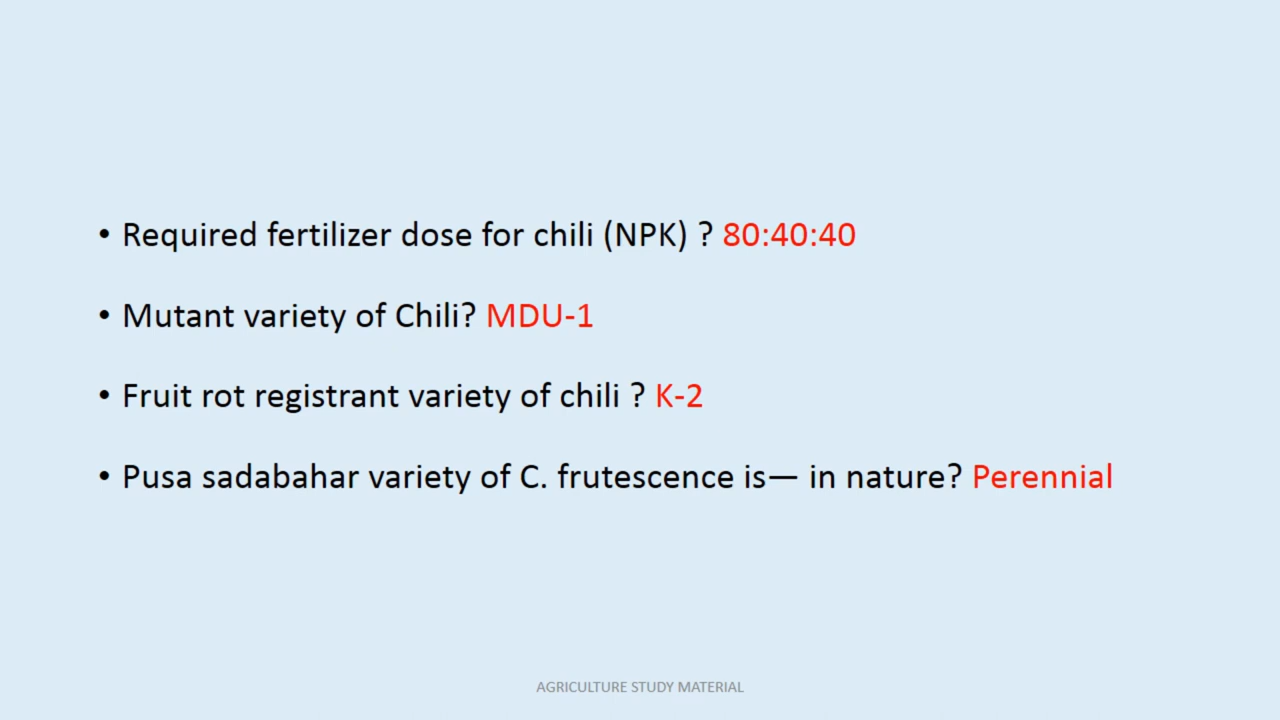 • Required fertilizer dose for chili (NPK) ? 80:40:40
• Mutant variety of Chili? MDU-1
• Fruit rot registrant variety of chili ? K-2
• Pusa sadabahar variety of C. frutescence is— in nature? Perennial
AGRICULTURE STUDY MATERIAL